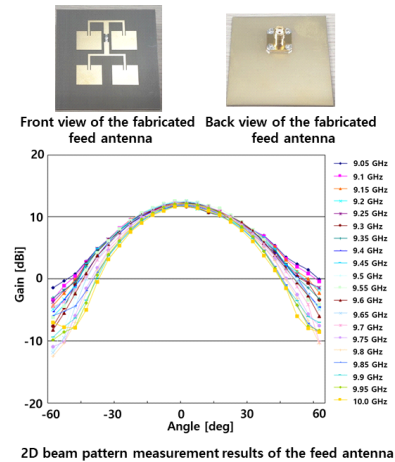 Front view of the fabricated
feed antenna
Back view of the fabricated
feed antenna
20
10
0
-10
-20
Gain [dBi]
-60
-30
0
30
60
Angle [deg]
9.05 GHz
9.1 GHz
9.15 GHz
9.2 GHz
9.25 GHz
9.3 GHz
9.35 GHz
9.4 GHz
9.45 GHz
9.5 GHz
9.55 GHz
9.6 GHz
9.65 GHz
9.7 GHz
9.75 GHz
9.8 GHz
9.85 GHz
9.9 GHz
9.95 GHz
10.0 GHz
2D beam pattern measurement results of the feed antenna